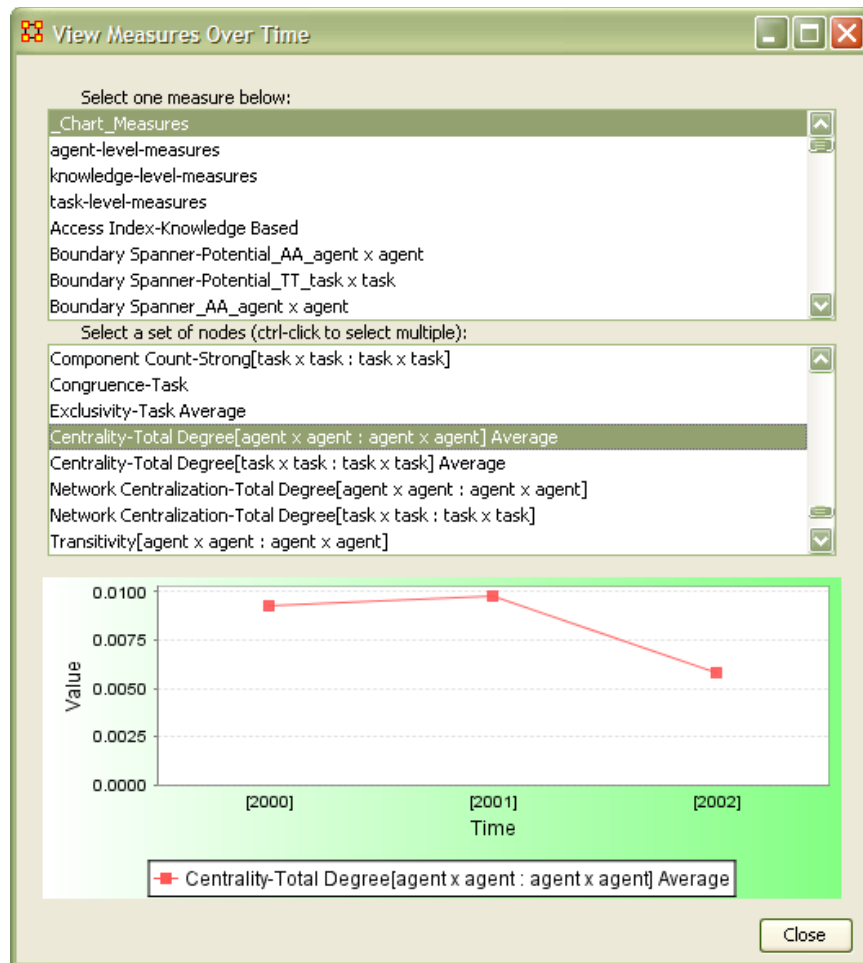 View Measures Over Time
Select one measure below:
_Chart_Measures
agent-level-measures
knowledge-level-measures
task-level-measures
Access Index-Knowledge Based
Boundary Spanner-Potential_AA_agent x agent
Boundary Spanner-Potential_TT_task x task
Boundary Spanner_AA_agent x agent
Select a set of nodes (ctrl-click to select multiple):
Component Count-Strong[task x task : task x task]
Congruence-Task
Exclusivity-Task Average
Centrality-Total Degree[agent x agent : agent x agent] Average
Centrality-Total Degree[task x task : task x task] Average
Network Centralization-Total Degree[agent x agent : agent x agent]
Network Centralization-Total Degree[task x task : task x task]
Transitivity[agent x agent : agent x agent]
0.0100
0.0075
0.0050
0.0025
0.0000
Value
[2000] [2001] [2002]
Time
Centrality-Total Degree[agent x agent : agent x agent] Average
Close